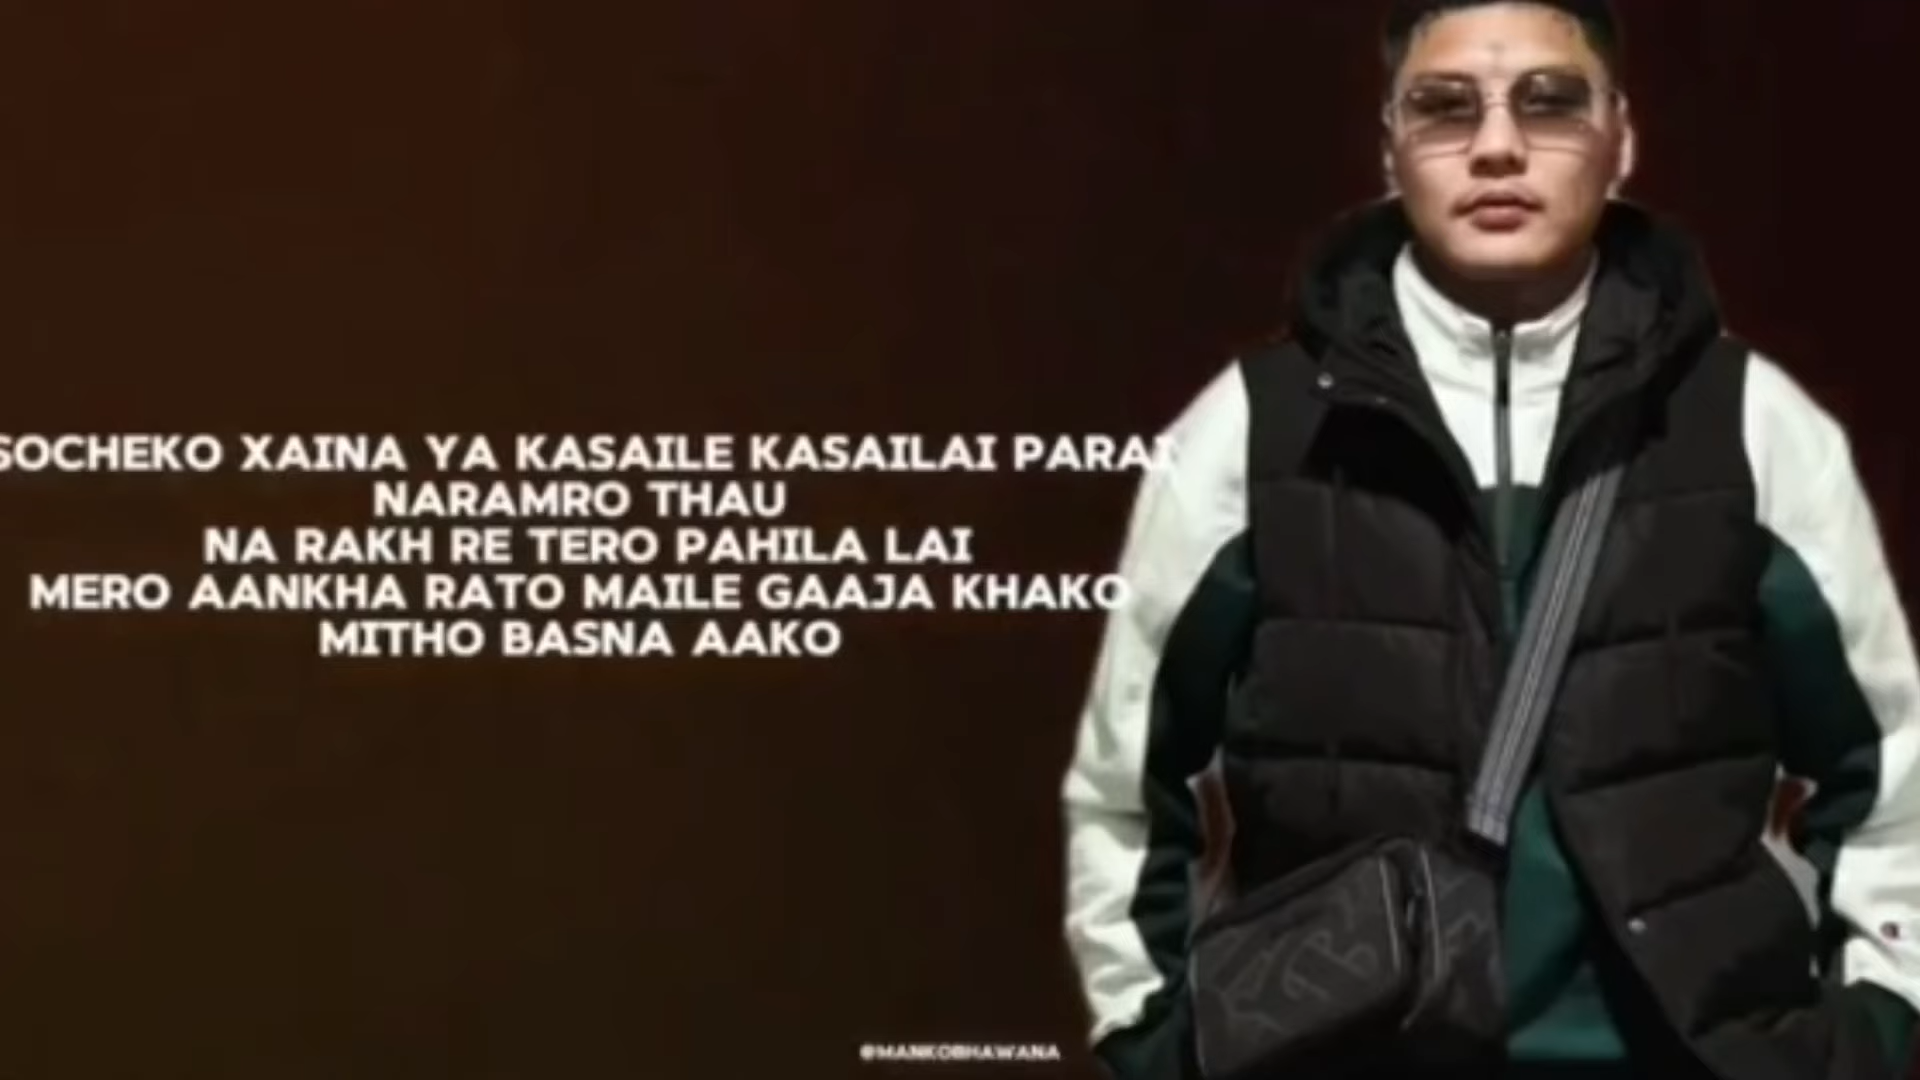 SOCHEKO XAINA YA KASAILE KASAILAI PARAI
NARAMRO THAU
NA RAKH RE TERO PAHILA LAI
MERO AANKHA RATO MAILE GAAJA KHAKO
MITHO BASNA AAKO
@MANKOBHAWANA